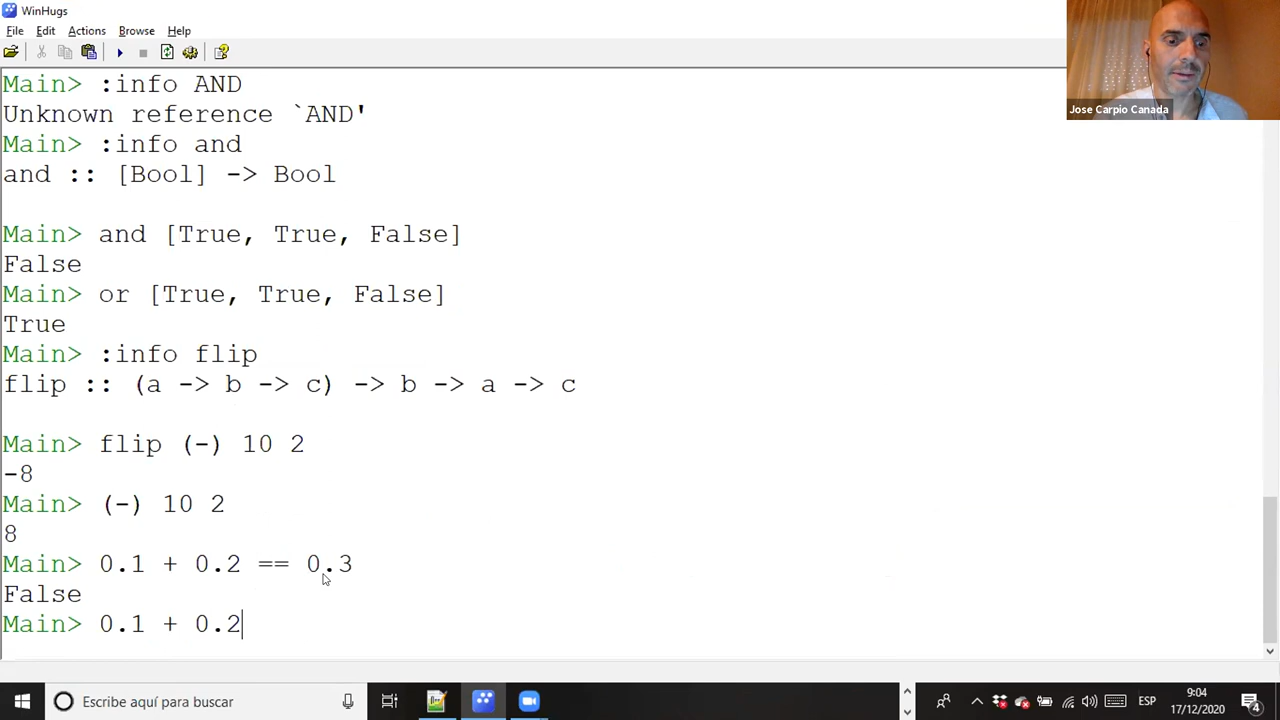 WinHugs
File Edit Actions Browse Help
Main> :info AND
Unknown reference `AND'
Main> :info and
and :: [Bool] -> Bool
Main> and [True, True, False]
False
Main> or [True, True, False]
True
Main> :info flip
flip :: (a -> b -> c) -> b -> a -> c
Main> flip (-) 10 2
-8
Main> (-) 10 2
8
Main> 0.1 + 0.2 == 0.3
False
Main> 0.1 + 0.2
Jose Carpio Canada
Escribe aquí para buscar
ESP
9:04
17/12/2020
4